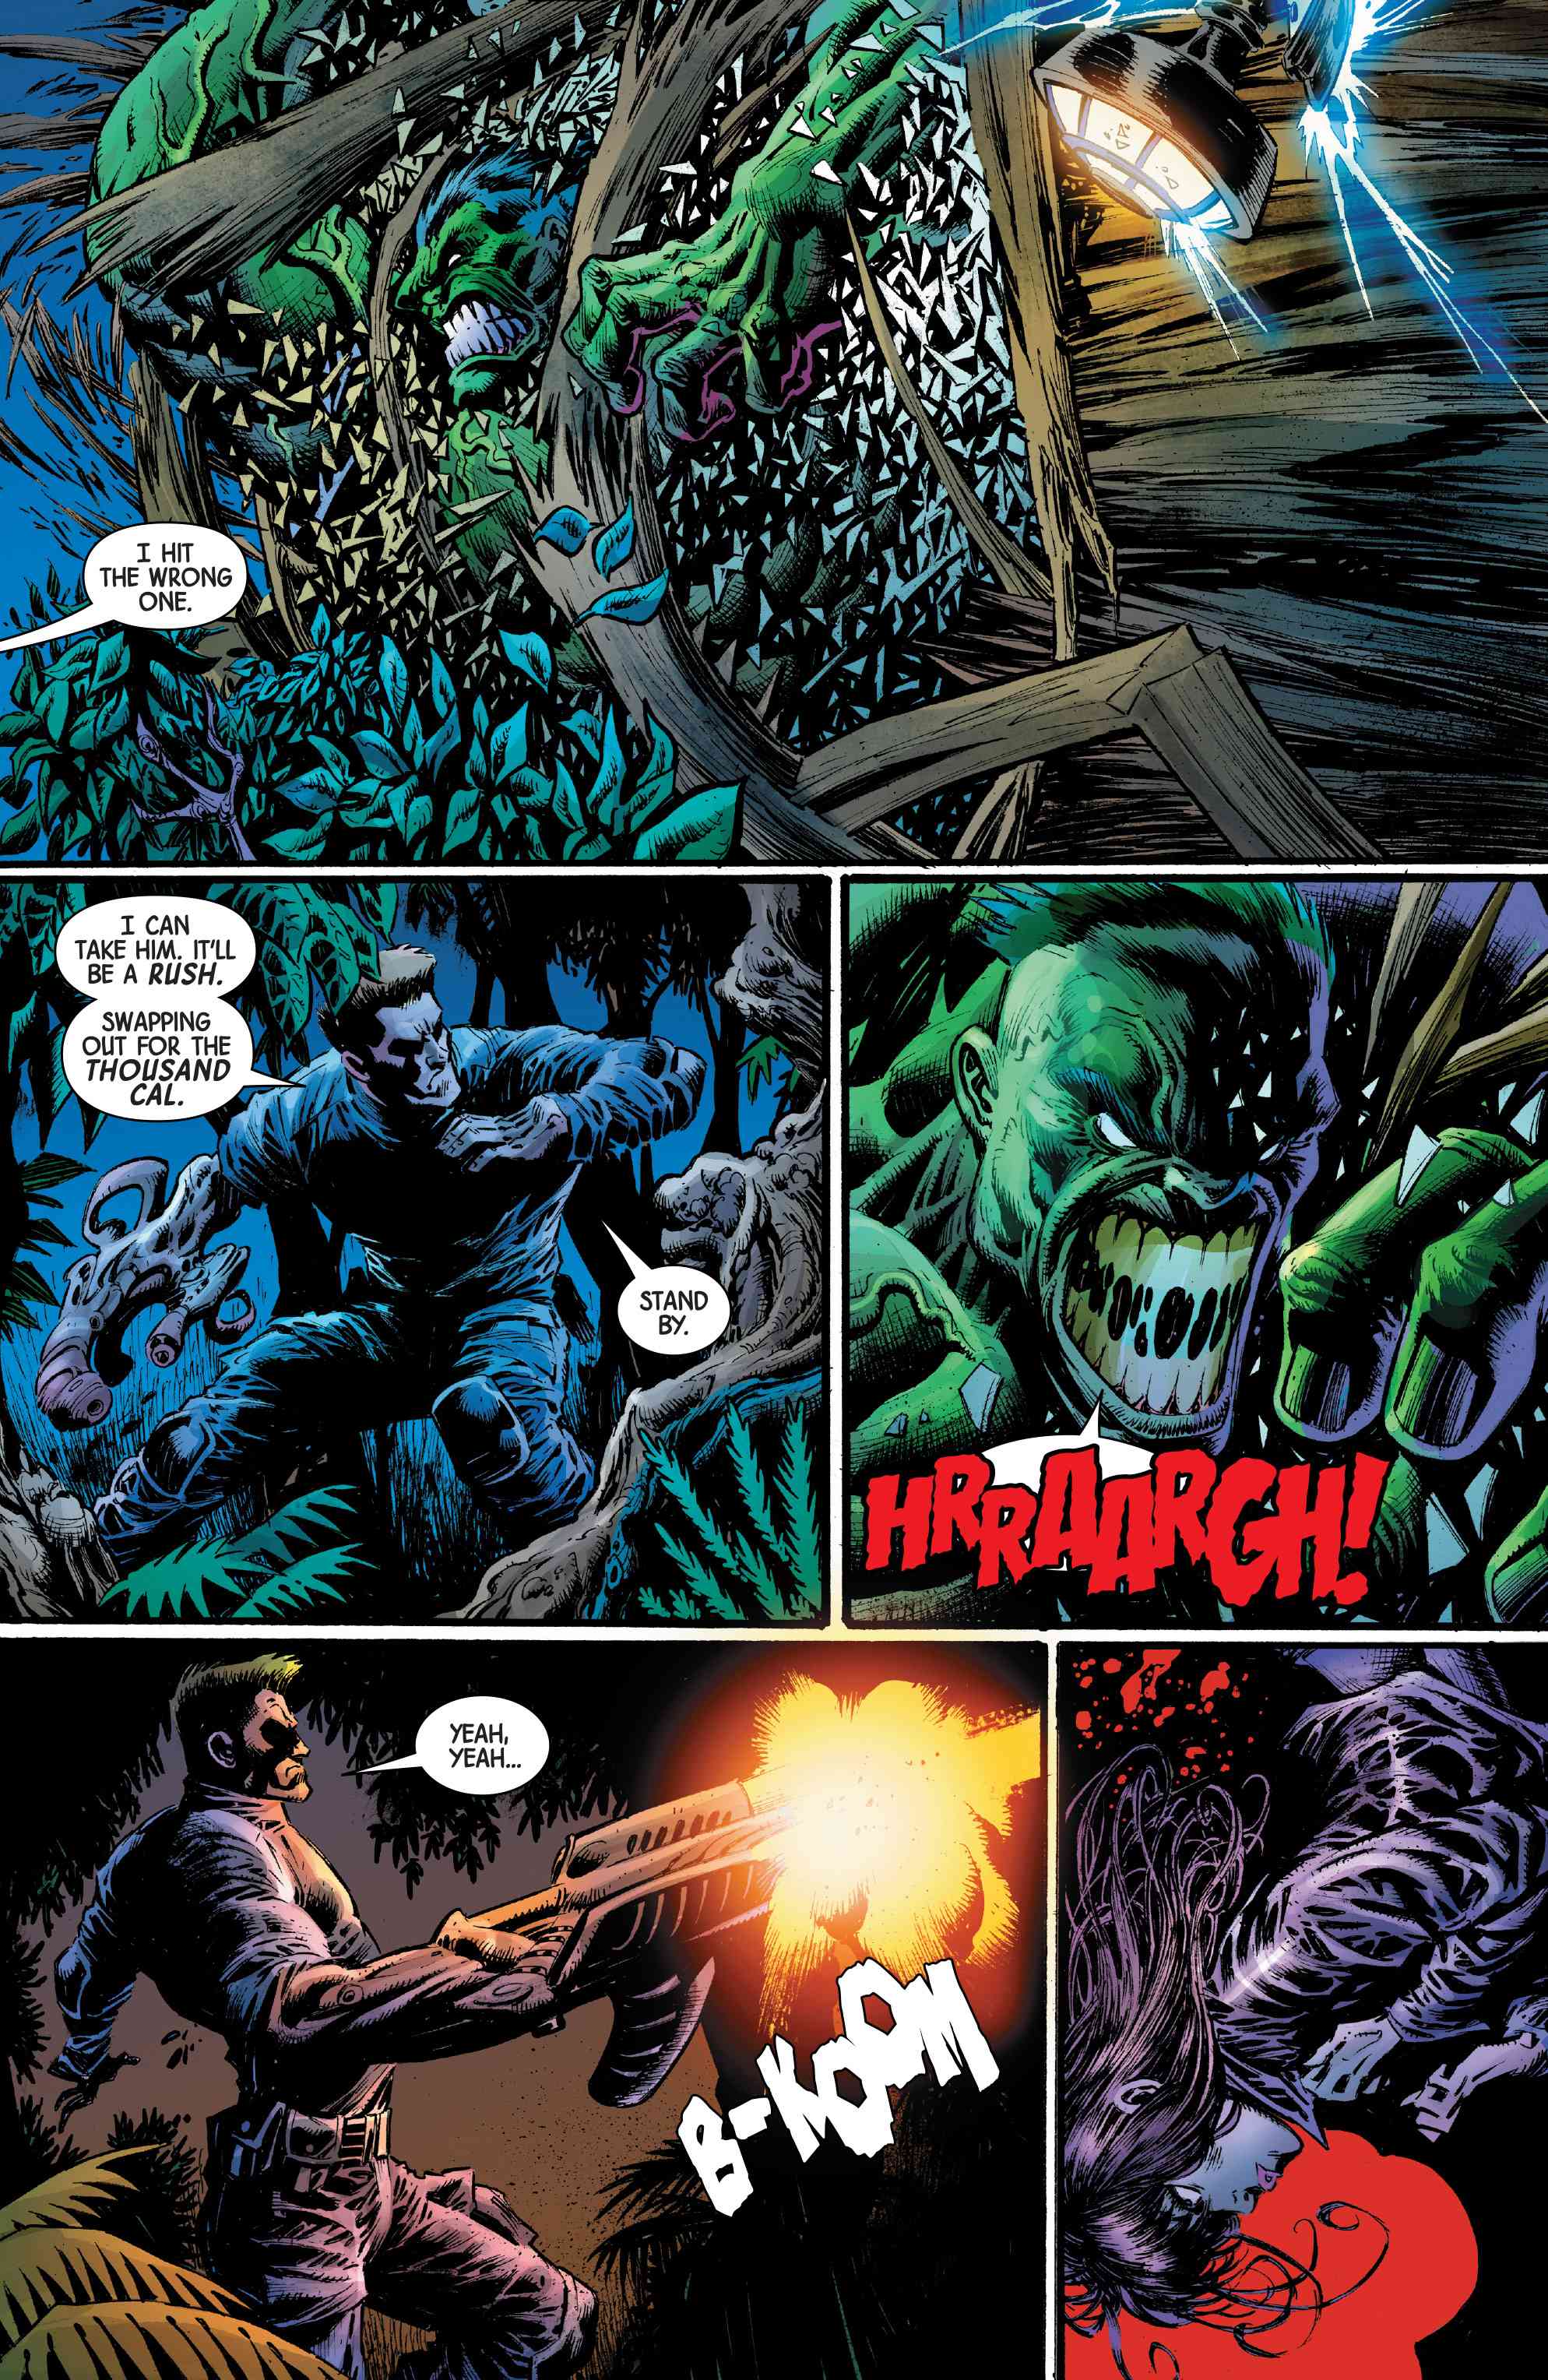 I HIT
THE WRONG
ONE.
I CAN
TAKE HIM. IT'LL
BE A RUSH.
SWAPPING
OUT FOR THE
THOUSAND
CAL.
STAND
BY.
HRRAARGH!
YEAH,
YEAH...
B-KOOM